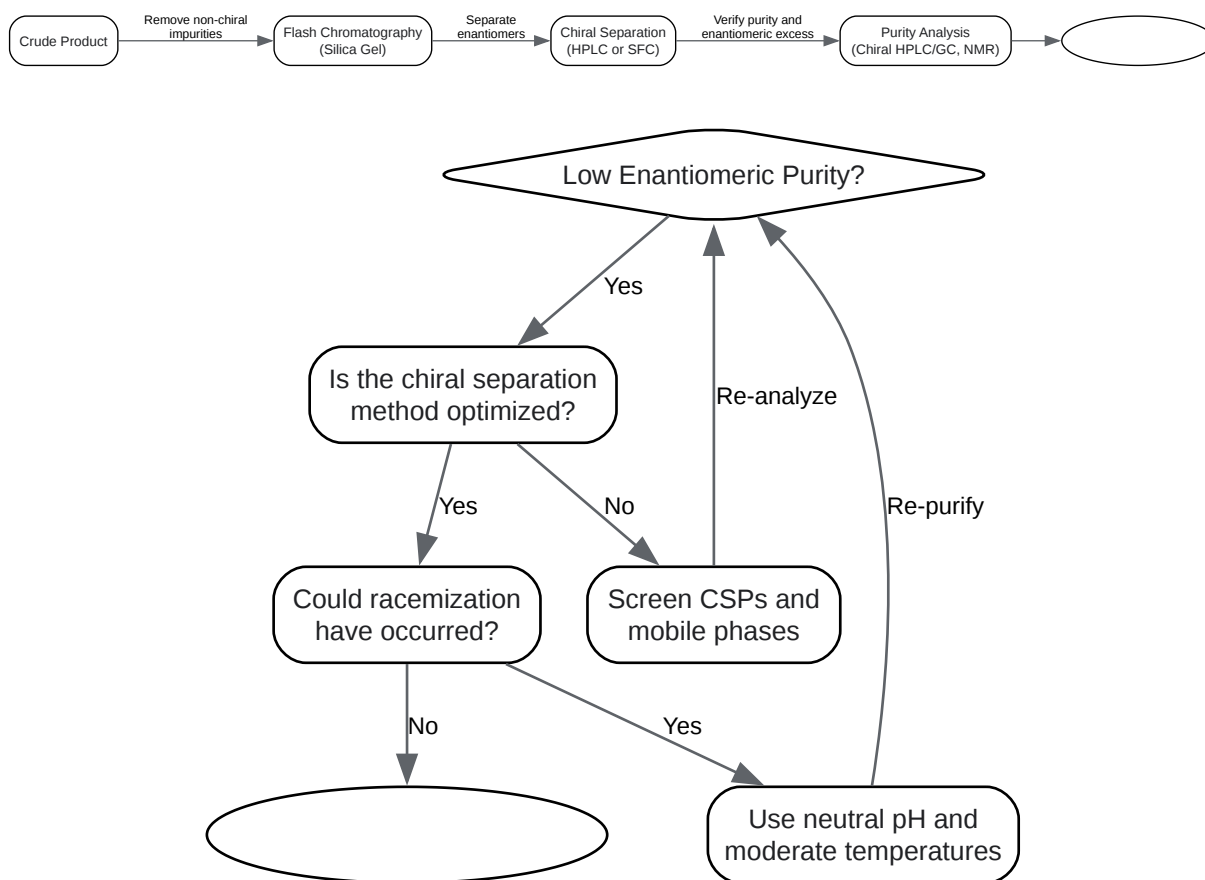 Crude Product
Remove non-chiral
impurities
Flash Chromatography
(Silica Gel)
Separate
enantiomers
Chiral Separation
(HPLC or SFC)
Verify purity and
enantiomeric excess
Purity Analysis
(Chiral HPLC/GC, NMR)
Low Enantiomeric Purity?
Yes
Is the chiral separation
method optimized?
Re-analyze
Yes
No
Re-purify
Could racemization
have occurred?
Screen CSPs and
mobile phases
No
Yes
Use neutral pH and
moderate temperatures